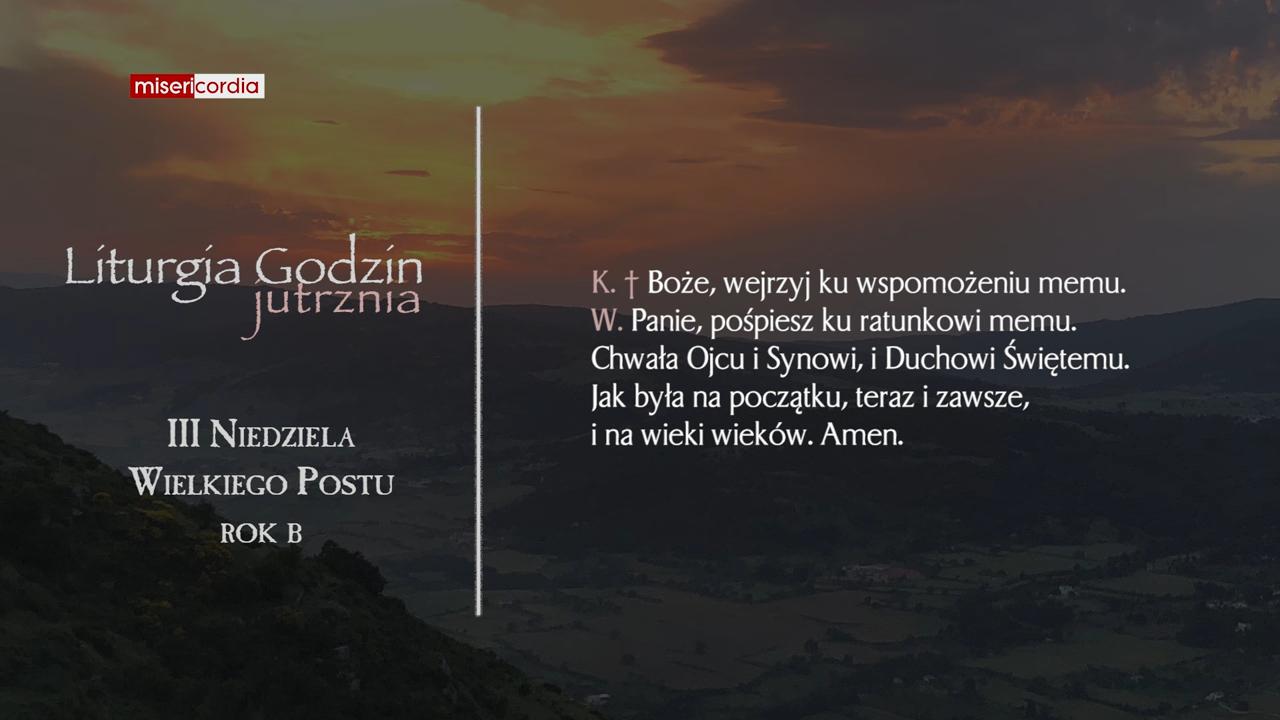 misericordia
Liturgia Godzin
jutrznia
III Niedziela
Wielkiego Postu
rok B
K. † Boże, wejrzyj ku wspomożeniu memu.
W. Panie, pośpiesz ku ratunkowi memu.
Chwała Ojcu i Synowi, i Duchowi Świętemu.
Jak była na początku, teraz i zawsze,
i na wieki wieków. Amen.